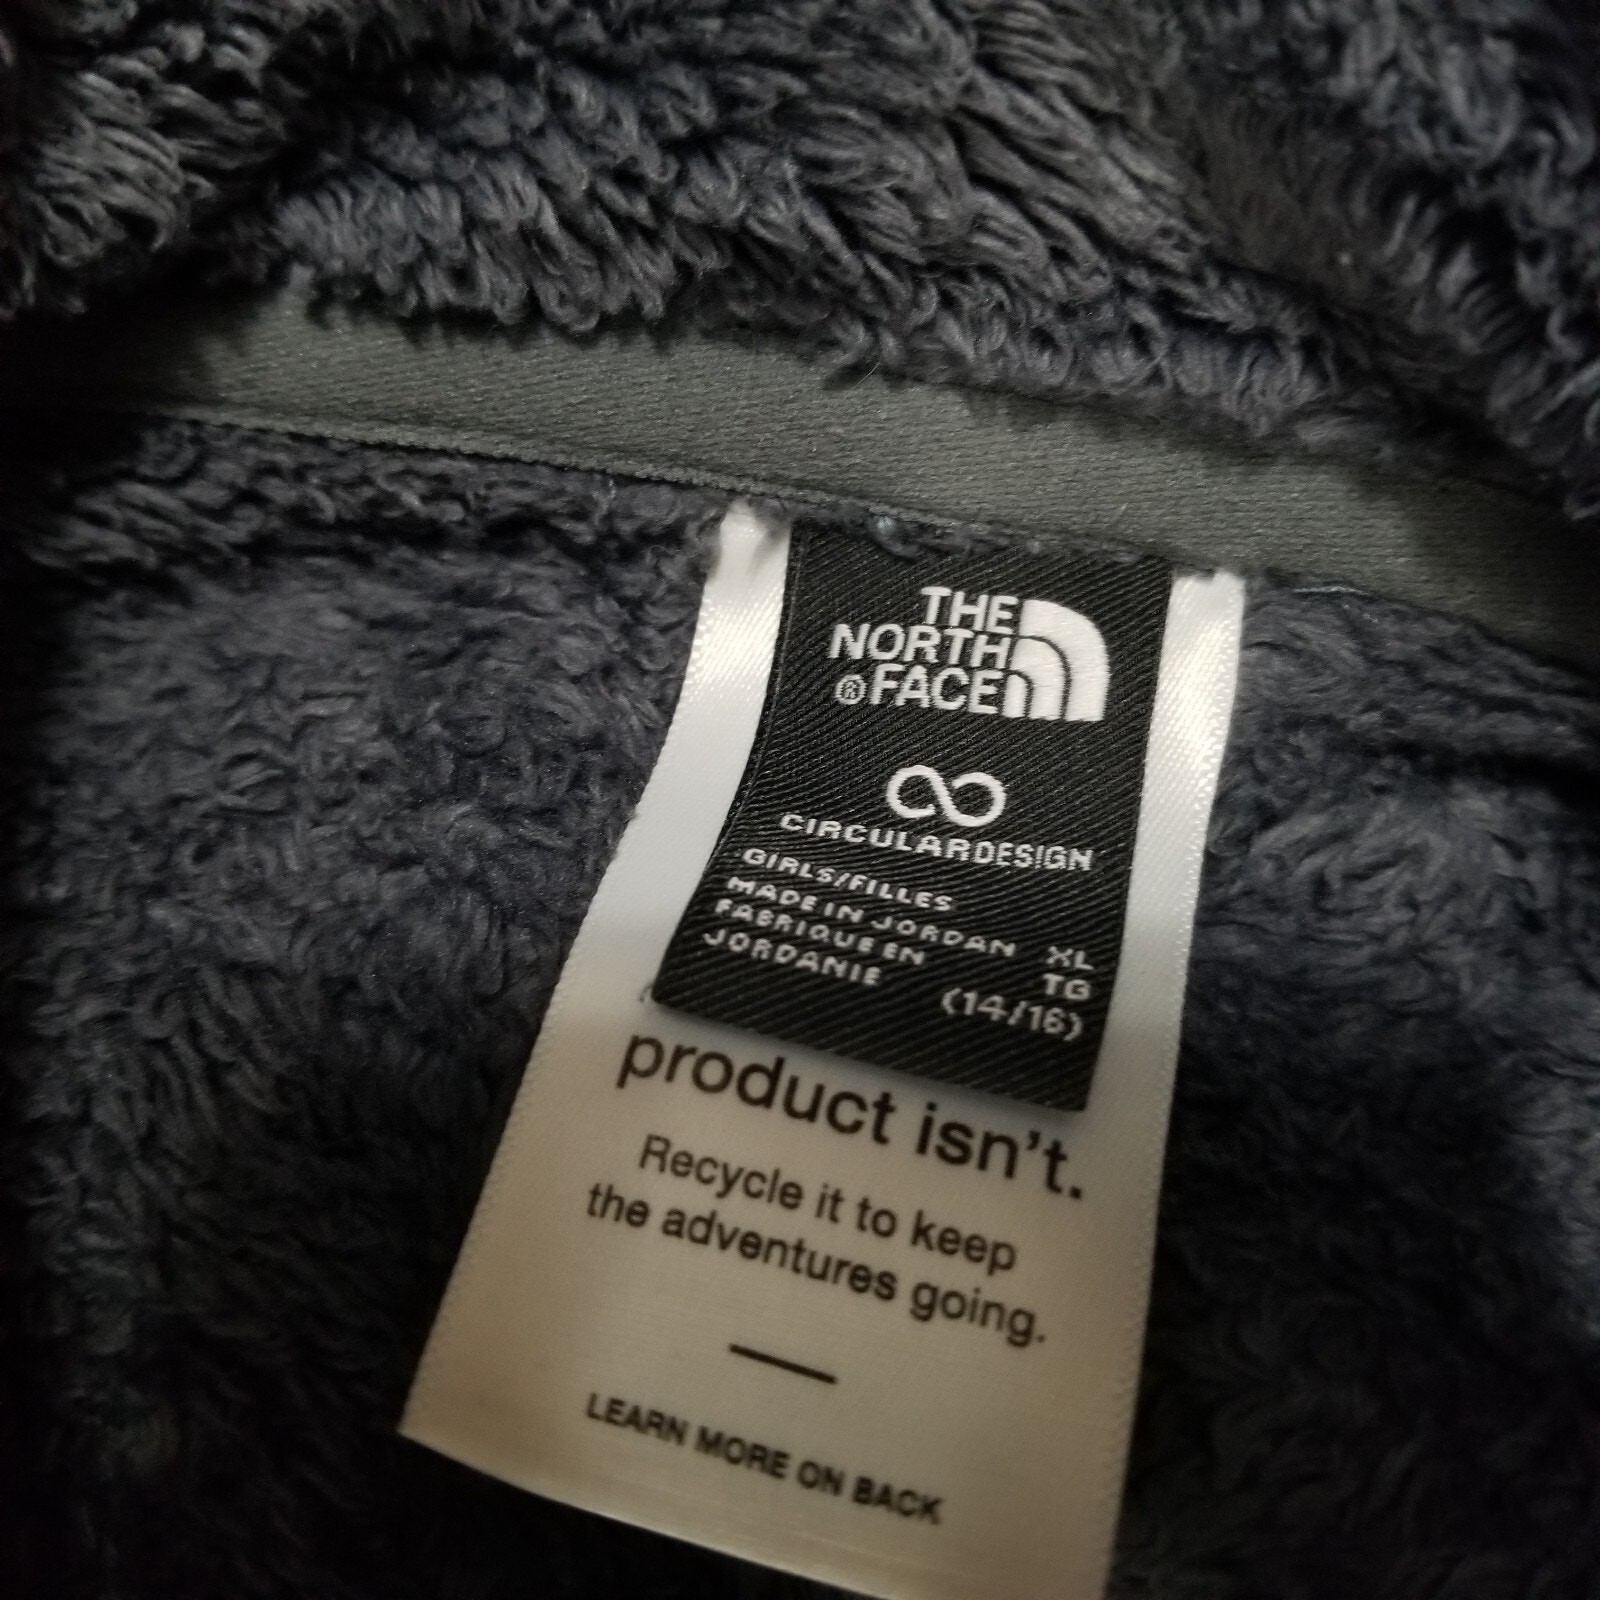 THE
NORTH
® FACE
CIRCULARDESIGN
GIRLS/FILLES
MADE IN JORDAN XL
FABRIQUE EN TG
JORDANIE (14/16)
product isn't.
Recycle it to keep
the adventures going.
LEARN MORE ON BACK